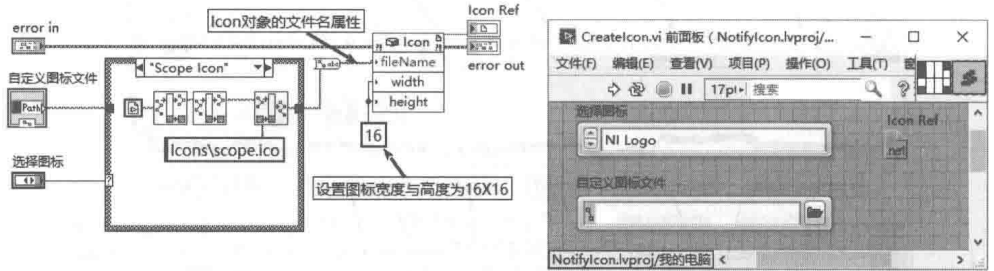 Icon对象的文件名属性
Icon Ref
error in
Icon
error out
"Scope Icon"
fileName
自定义图标文件
width
Path
height
Icons\scope.ico
16
选择图标
设置图标宽度与高度为16X16
CreateIcon.vi 前面板 ( NotifyIcon.lvproj/...
文件(F) 编辑(E) 查看(V) 项目(P) 操作(O) 工具(T) 窗
17pt 搜索
选择图标
Icon Ref
NI Logo
.net
自定义图标文件
NotifyIcon.lvproj/我的电脑